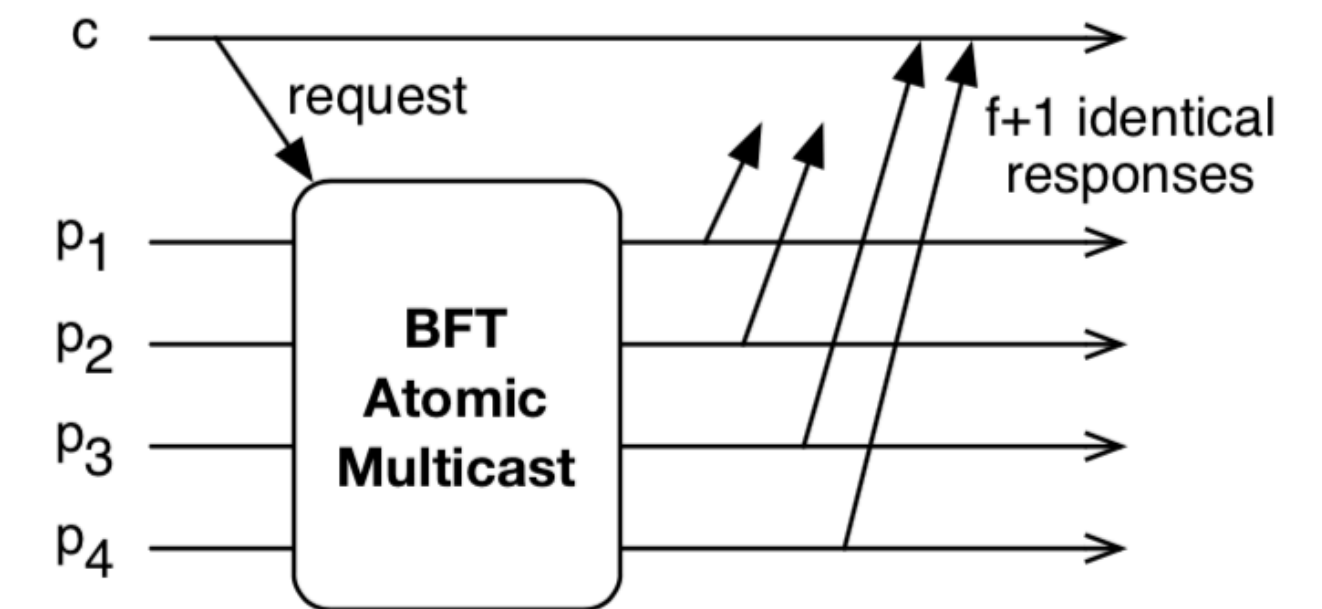 c
request
f+1 identical
responses
p1
p2
p3
p4
BFT
Atomic
Multicast